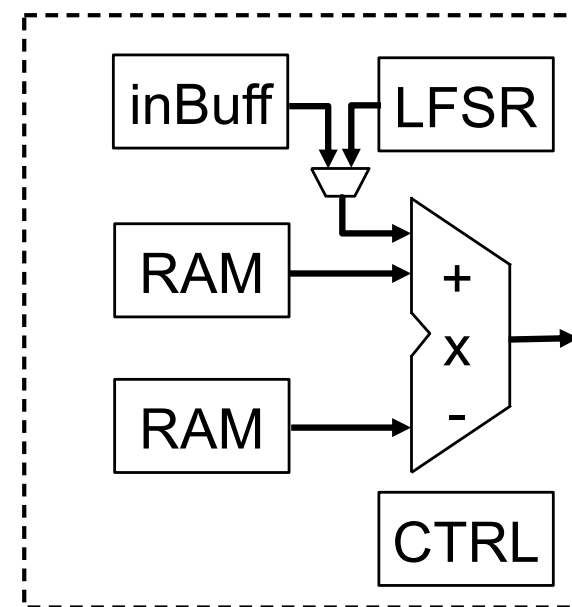 inBuff
LFSR
RAM
+
x
RAM
-
CTRL